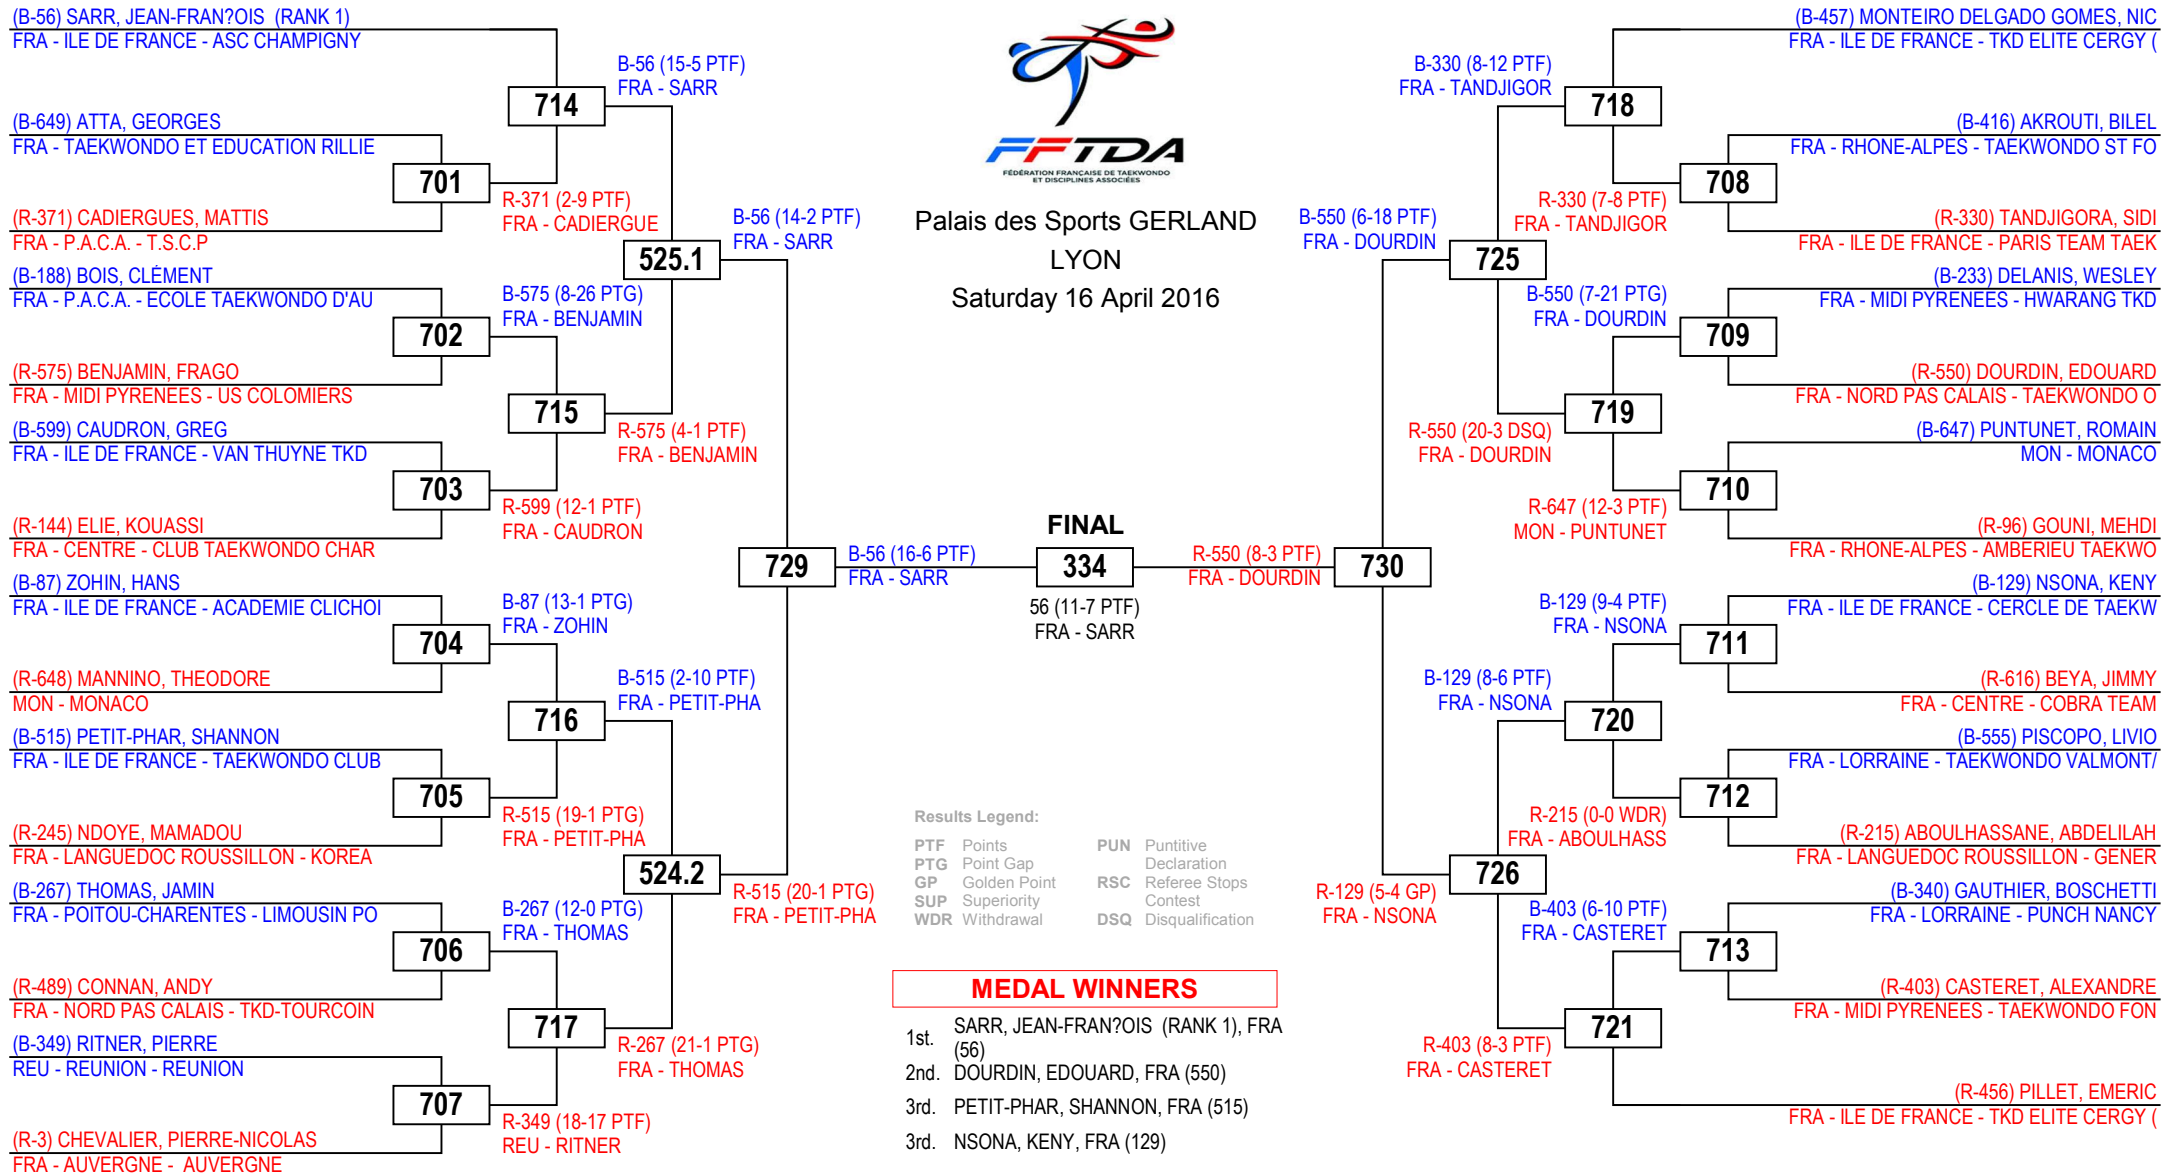 (B-56) SARR, JEAN-FRAN?OIS  (RANK 1)
FRA - ILE DE FRANCE - ASC CHAMPIGNY
(B-649) ATTA, GEORGES
FRA - TAEKWONDO ET EDUCATION RILLIE
(R-371) CADIERGUES, MATTIS
FRA - P.A.C.A. - T.S.C.P
(B-188) BOIS, CLÉMENT
FRA - P.A.C.A. - ECOLE TAEKWONDO D'AU
(R-575) BENJAMIN, FRAGO
FRA - MIDI PYRENEES - US COLOMIERS
(B-599) CAUDRON, GREG
FRA - ILE DE FRANCE - VAN THUYNE TKD
(R-144) ELIE, KOUASSI
FRA - CENTRE - CLUB TAEKWONDO CHAR
(B-87) ZOHIN, HANS
FRA - ILE DE FRANCE - ACADEMIE CLICHOI
(R-648) MANNINO, THEODORE
MON - MONACO
(B-515) PETIT-PHAR, SHANNON
FRA - ILE DE FRANCE - TAEKWONDO CLUB
(R-245) NDOYE, MAMADOU
FRA - LANGUEDOC ROUSSILLON - KOREA
(B-267) THOMAS, JAMIN
FRA - POITOU-CHARENTES - LIMOUSIN PO
(R-489) CONNAN, ANDY
FRA - NORD PAS CALAIS - TKD-TOURCOIN
(B-349) RITNER, PIERRE
REU - REUNION - REUNION
(R-3) CHEVALIER, PIERRE-NICOLAS
FRA - AUVERGNE -  AUVERGNE
701
702
703
704
705
706
707
R-371 (2-9 PTF)
FRA - CADIERGUE
B-575 (8-26 PTG)
FRA - BENJAMIN
R-599 (12-1 PTF)
FRA - CAUDRON
B-87 (13-1 PTG)
FRA - ZOHIN
R-515 (19-1 PTG)
FRA - PETIT-PHA
B-267 (12-0 PTG)
FRA - THOMAS
R-349 (18-17 PTF)
REU - RITNER
714
715
716
717
B-56 (15-5 PTF)
FRA - SARR
R-575 (4-1 PTF)
FRA - BENJAMIN
B-515 (2-10 PTF)
FRA - PETIT-PHA
R-267 (21-1 PTG)
FRA - THOMAS
525.1
524.2
B-56 (14-2 PTF)
FRA - SARR
R-515 (20-1 PTG)
FRA - PETIT-PHA
729
B-56 (16-6 PTF)
FRA - SARR
FFTDA
FÉDÉRATION FRANÇAISE DE TAEKWONDO
ET DISCIPLINES ASSOCIÉES
Palais des Sports GERLAND
LYON
Saturday 16 April 2016
FINAL
334
56 (11-7 PTF)
FRA - SARR
Results Legend:
PTF Points
PTG Point Gap
GP Golden Point
SUP Superiority
WDR Withdrawal
PUN Puntitive
Declaration
RSC Referee Stops
Contest
DSQ Disqualification
MEDAL WINNERS
1st. SARR, JEAN-FRAN?OIS  (RANK 1), FRA
(56)
2nd. DOURDIN, EDOUARD, FRA (550)
3rd. PETIT-PHAR, SHANNON, FRA (515)
3rd. NSONA, KENY, FRA (129)
R-550 (8-3 PTF)
FRA - DOURDIN
730
B-550 (6-18 PTF)
FRA - DOURDIN
R-129 (5-4 GP)
FRA - NSONA
725
726
B-330 (8-12 PTF)
FRA - TANDJIGOR
R-550 (20-3 DSQ)
FRA - DOURDIN
B-129 (8-6 PTF)
FRA - NSONA
R-403 (8-3 PTF)
FRA - CASTERET
718
719
720
721
R-330 (7-8 PTF)
FRA - TANDJIGOR
B-550 (7-21 PTG)
FRA - DOURDIN
R-647 (12-3 PTF)
MON - PUNTUNET
B-129 (9-4 PTF)
FRA - NSONA
R-215 (0-0 WDR)
FRA - ABOULHASS
B-403 (6-10 PTF)
FRA - CASTERET
708
709
710
711
712
713
(B-457) MONTEIRO DELGADO GOMES, NIC
FRA - ILE DE FRANCE - TKD ELITE CERGY (
(B-416) AKROUTI, BILEL
FRA - RHONE-ALPES - TAEKWONDO ST FO
(R-330) TANDJIGORA, SIDI
FRA - ILE DE FRANCE - PARIS TEAM TAEK
(B-233) DELANIS, WESLEY
FRA - MIDI PYRENEES - HWARANG TKD
(R-550) DOURDIN, EDOUARD
FRA - NORD PAS CALAIS - TAEKWONDO O
(B-647) PUNTUNET, ROMAIN
MON - MONACO
(R-96) GOUNI, MEHDI
FRA - RHONE-ALPES - AMBERIEU TAEKWO
(B-129) NSONA, KENY
FRA - ILE DE FRANCE - CERCLE DE TAEKW
(R-616) BEYA, JIMMY
FRA - CENTRE - COBRA TEAM
(B-555) PISCOPO, LIVIO
FRA - LORRAINE - TAEKWONDO VALMONT/
(R-215) ABOULHASSANE, ABDELILAH
FRA - LANGUEDOC ROUSSILLON - GENER
(B-340) GAUTHIER, BOSCHETTI
FRA - LORRAINE - PUNCH NANCY
(R-403) CASTERET, ALEXANDRE
FRA - MIDI PYRENEES - TAEKWONDO FON
(R-456) PILLET, EMERIC
FRA - ILE DE FRANCE - TKD ELITE CERGY (